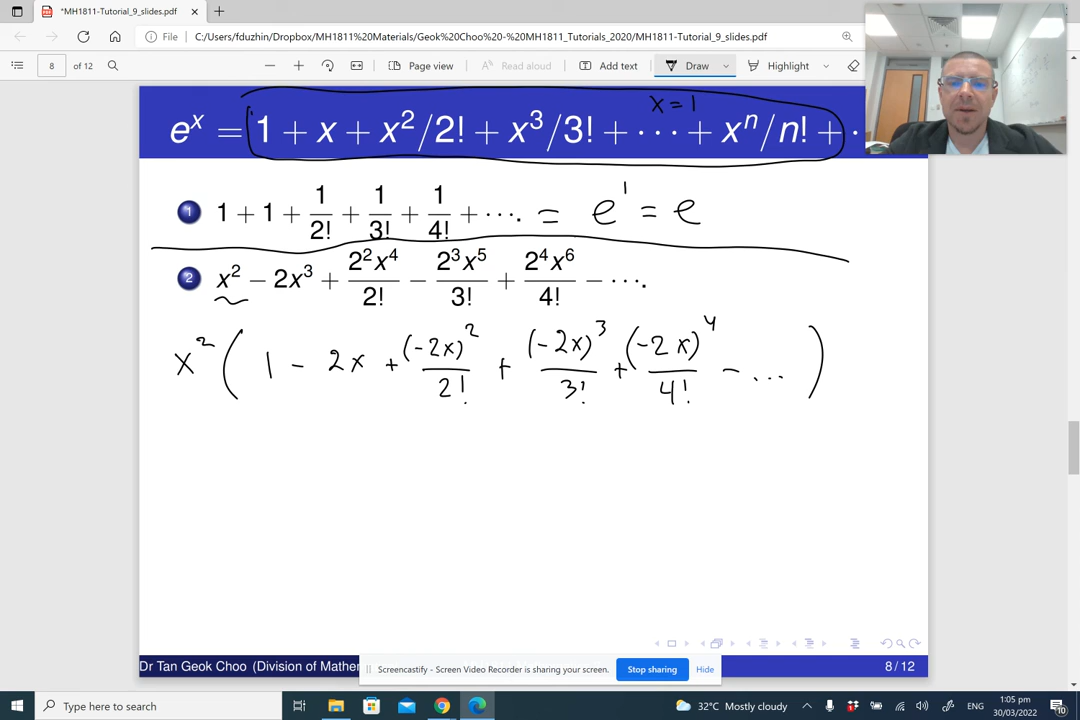 *MH1811-Tutorial_9_slides.pdf
File C:/Users/fduzhin/Dropbox/MH1811%20Materials/Geok%20Choo%20-%20MH1811_Tutorials_2020/MH1811-Tutorial_9_slides.pdf
8 of 12 Page view Read aloud Add text Draw Highlight
x = 1
e^x = 1 + x + x^2/2! + x^3/3! + ··· + x^n/n! + ·
1 1 + 1 + 1/2! + 1/3! + 1/4! + ···. = e^1 = e
2 x^2 − 2x^3 + 2^2x^4/2! − 2^3x^5/3! + 2^4x^6/4! − ···.
x^2 ( 1 − 2x + (−2x)^2/2! + (−2x)^3/3! + (−2x)^4/4! − ... )
Dr Tan Geok Choo (Division of Mathe 8 / 12
Screencastify - Screen Video Recorder is sharing your screen. Stop sharing Hide
Type here to search
32°C Mostly cloudy
ENG
1:05 pm
30/03/2022
10